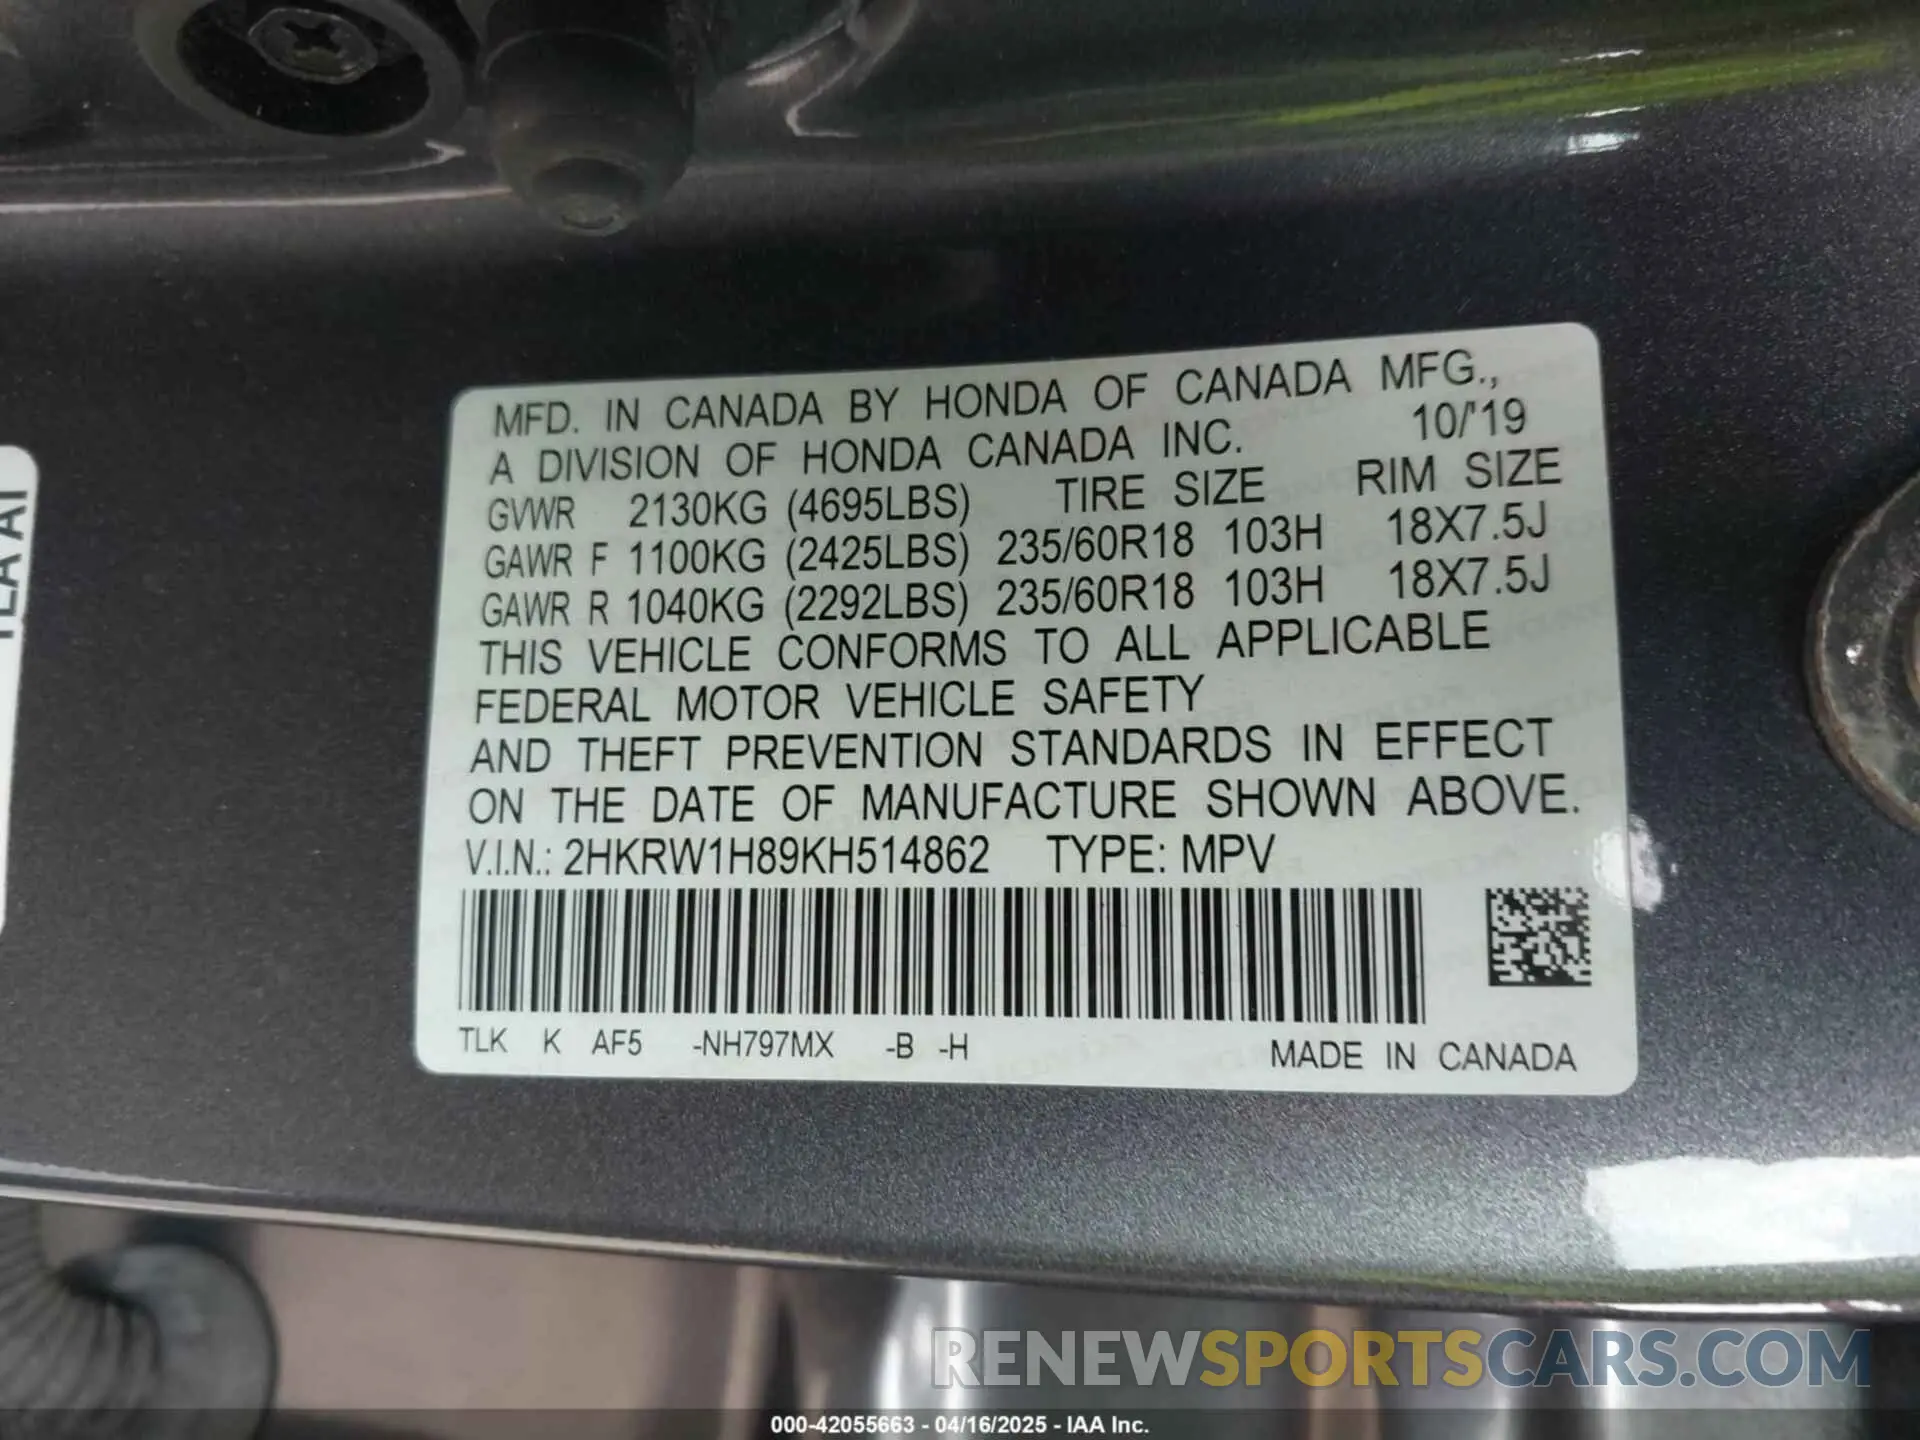 MFD. IN CANADA BY HONDA OF CANADA MFG.,
A DIVISION OF HONDA CANADA INC. 10/'19
GVWR 2130KG (4695LBS) TIRE SIZE RIM SIZE
GAWR F 1100KG (2425LBS) 235/60R18 103H 18X7.5J
GAWR R 1040KG (2292LBS) 235/60R18 103H 18X7.5J
THIS VEHICLE CONFORMS TO ALL APPLICABLE
FEDERAL MOTOR VEHICLE SAFETY
AND THEFT PREVENTION STANDARDS IN EFFECT
ON THE DATE OF MANUFACTURE SHOWN ABOVE.
V.I.N.: 2HKRW1H89KH514862 TYPE: MPV
TLK K AF5 -NH797MX -B -H MADE IN CANADA
RENEWSPORTSCARS.COM
000-42055663 - 04/16/2025 - IAA Inc.